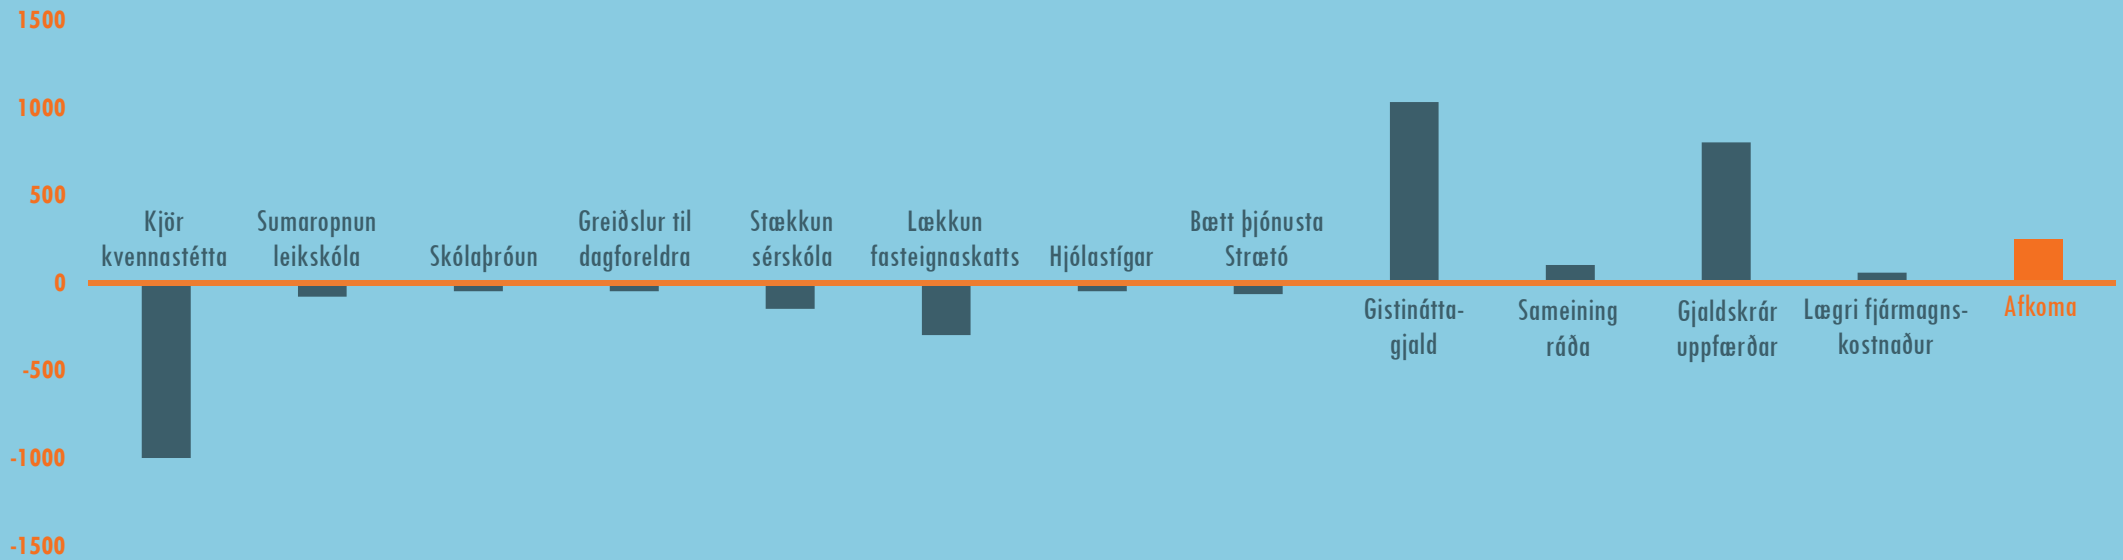 1500
1000
500
0
-500
-1000
-1500
Kjör
kvennastétta
Sumaropnun
leikskóla
Skólaþróun
Greiðslur til
dagforeldra
Stækkun
sérskóla
Lækkun
fasteignaskatts
Hjólastígar
Bætt þjónusta
Strætó
Gistinátta-
gjald
Sameining
ráða
Gjaldskrár
uppfærðar
Lægri fjármagns-
kostnaður
Afkoma